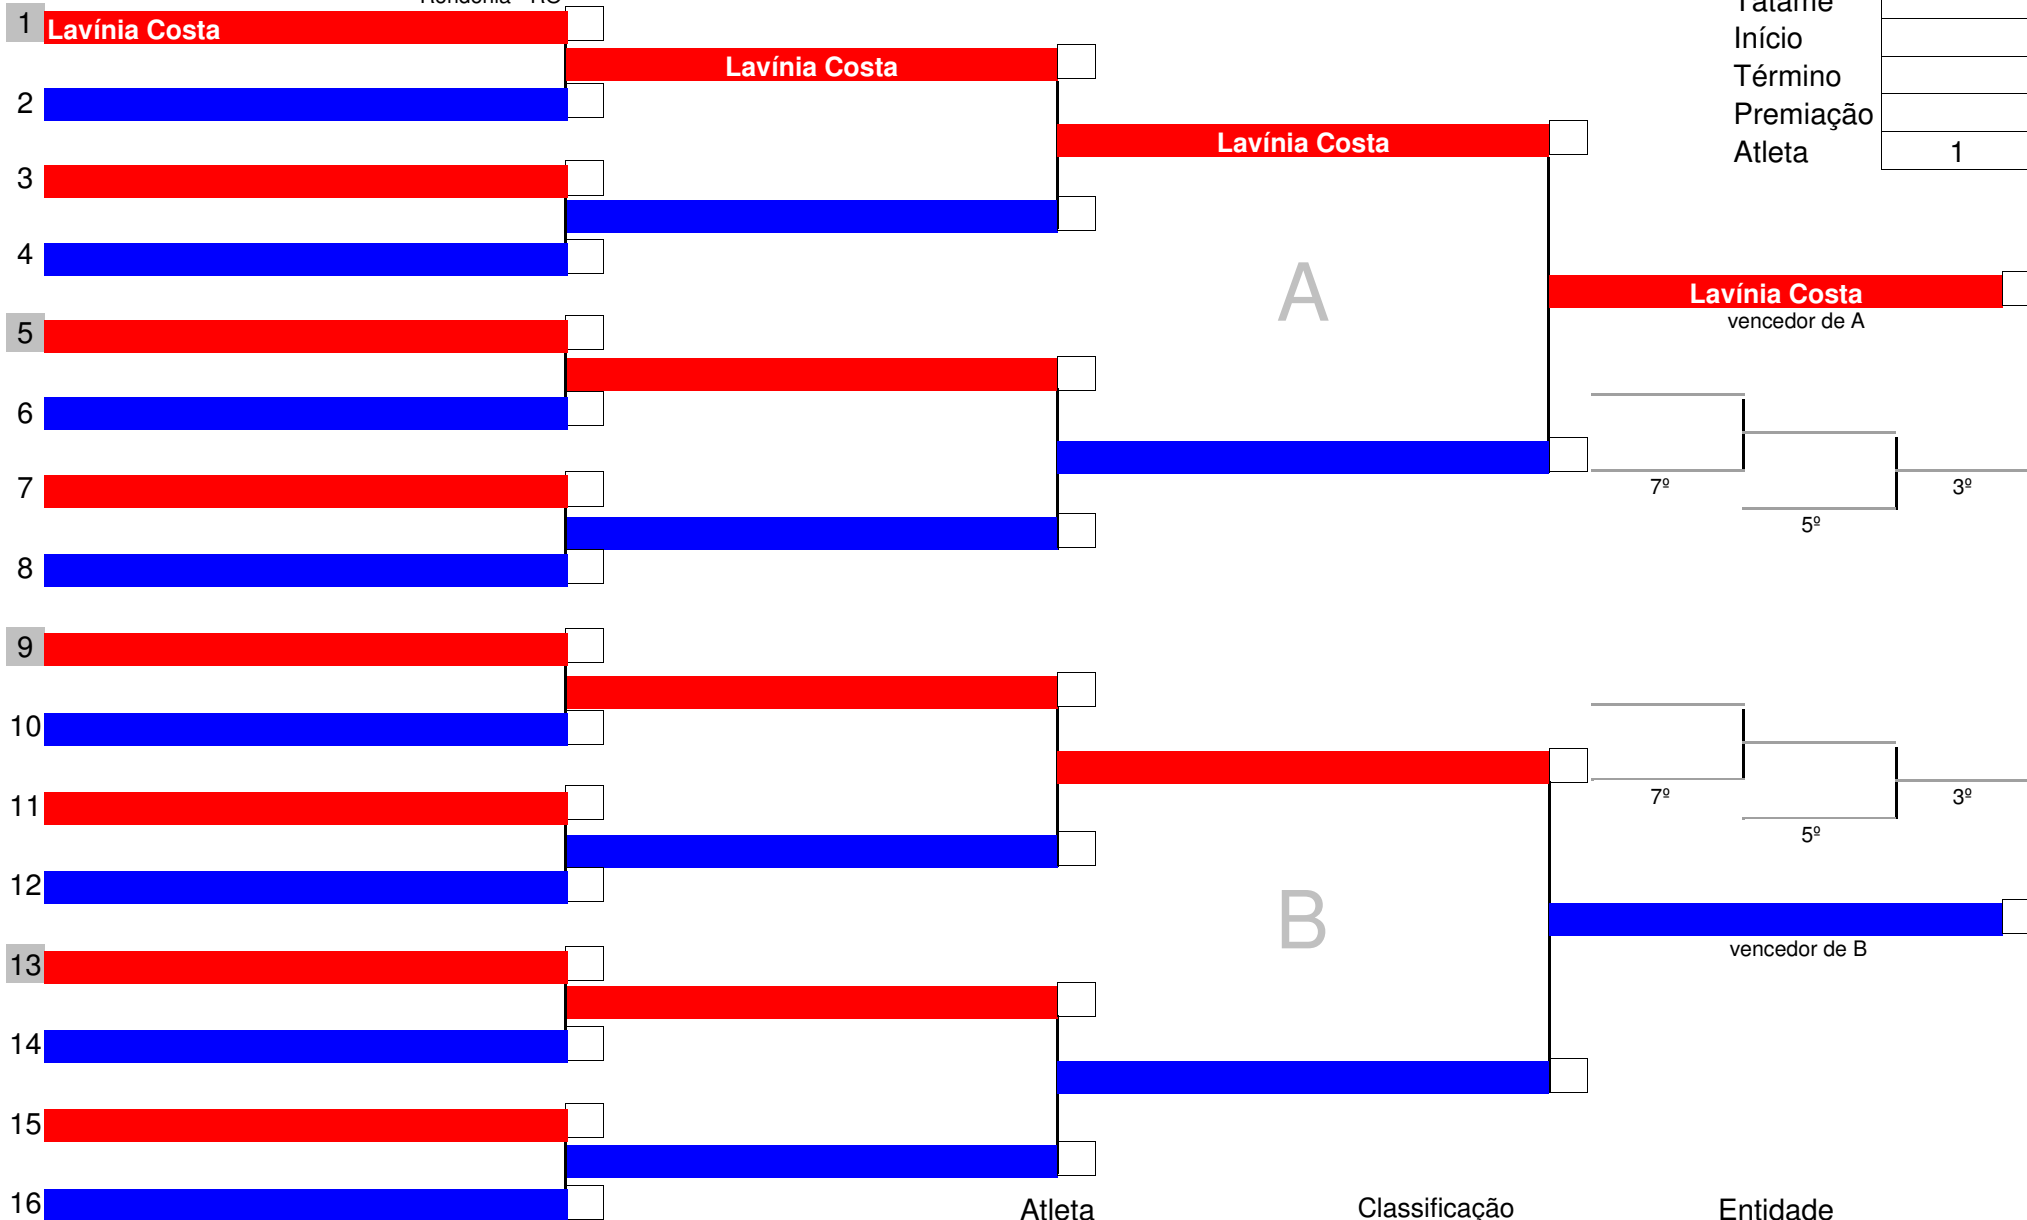 1 Lavínia Costa
Tatame
Início
Lavínia Costa
Término
2
Premiação
Lavínia Costa
Atleta 1
3
4
A
Lavínia Costa
vencedor de A
5
6
7
7º
3º
5º
8
9
10
11
7º
3º
5º
12
B
vencedor de B
13
14
15
16
Atleta Classificação Entidade